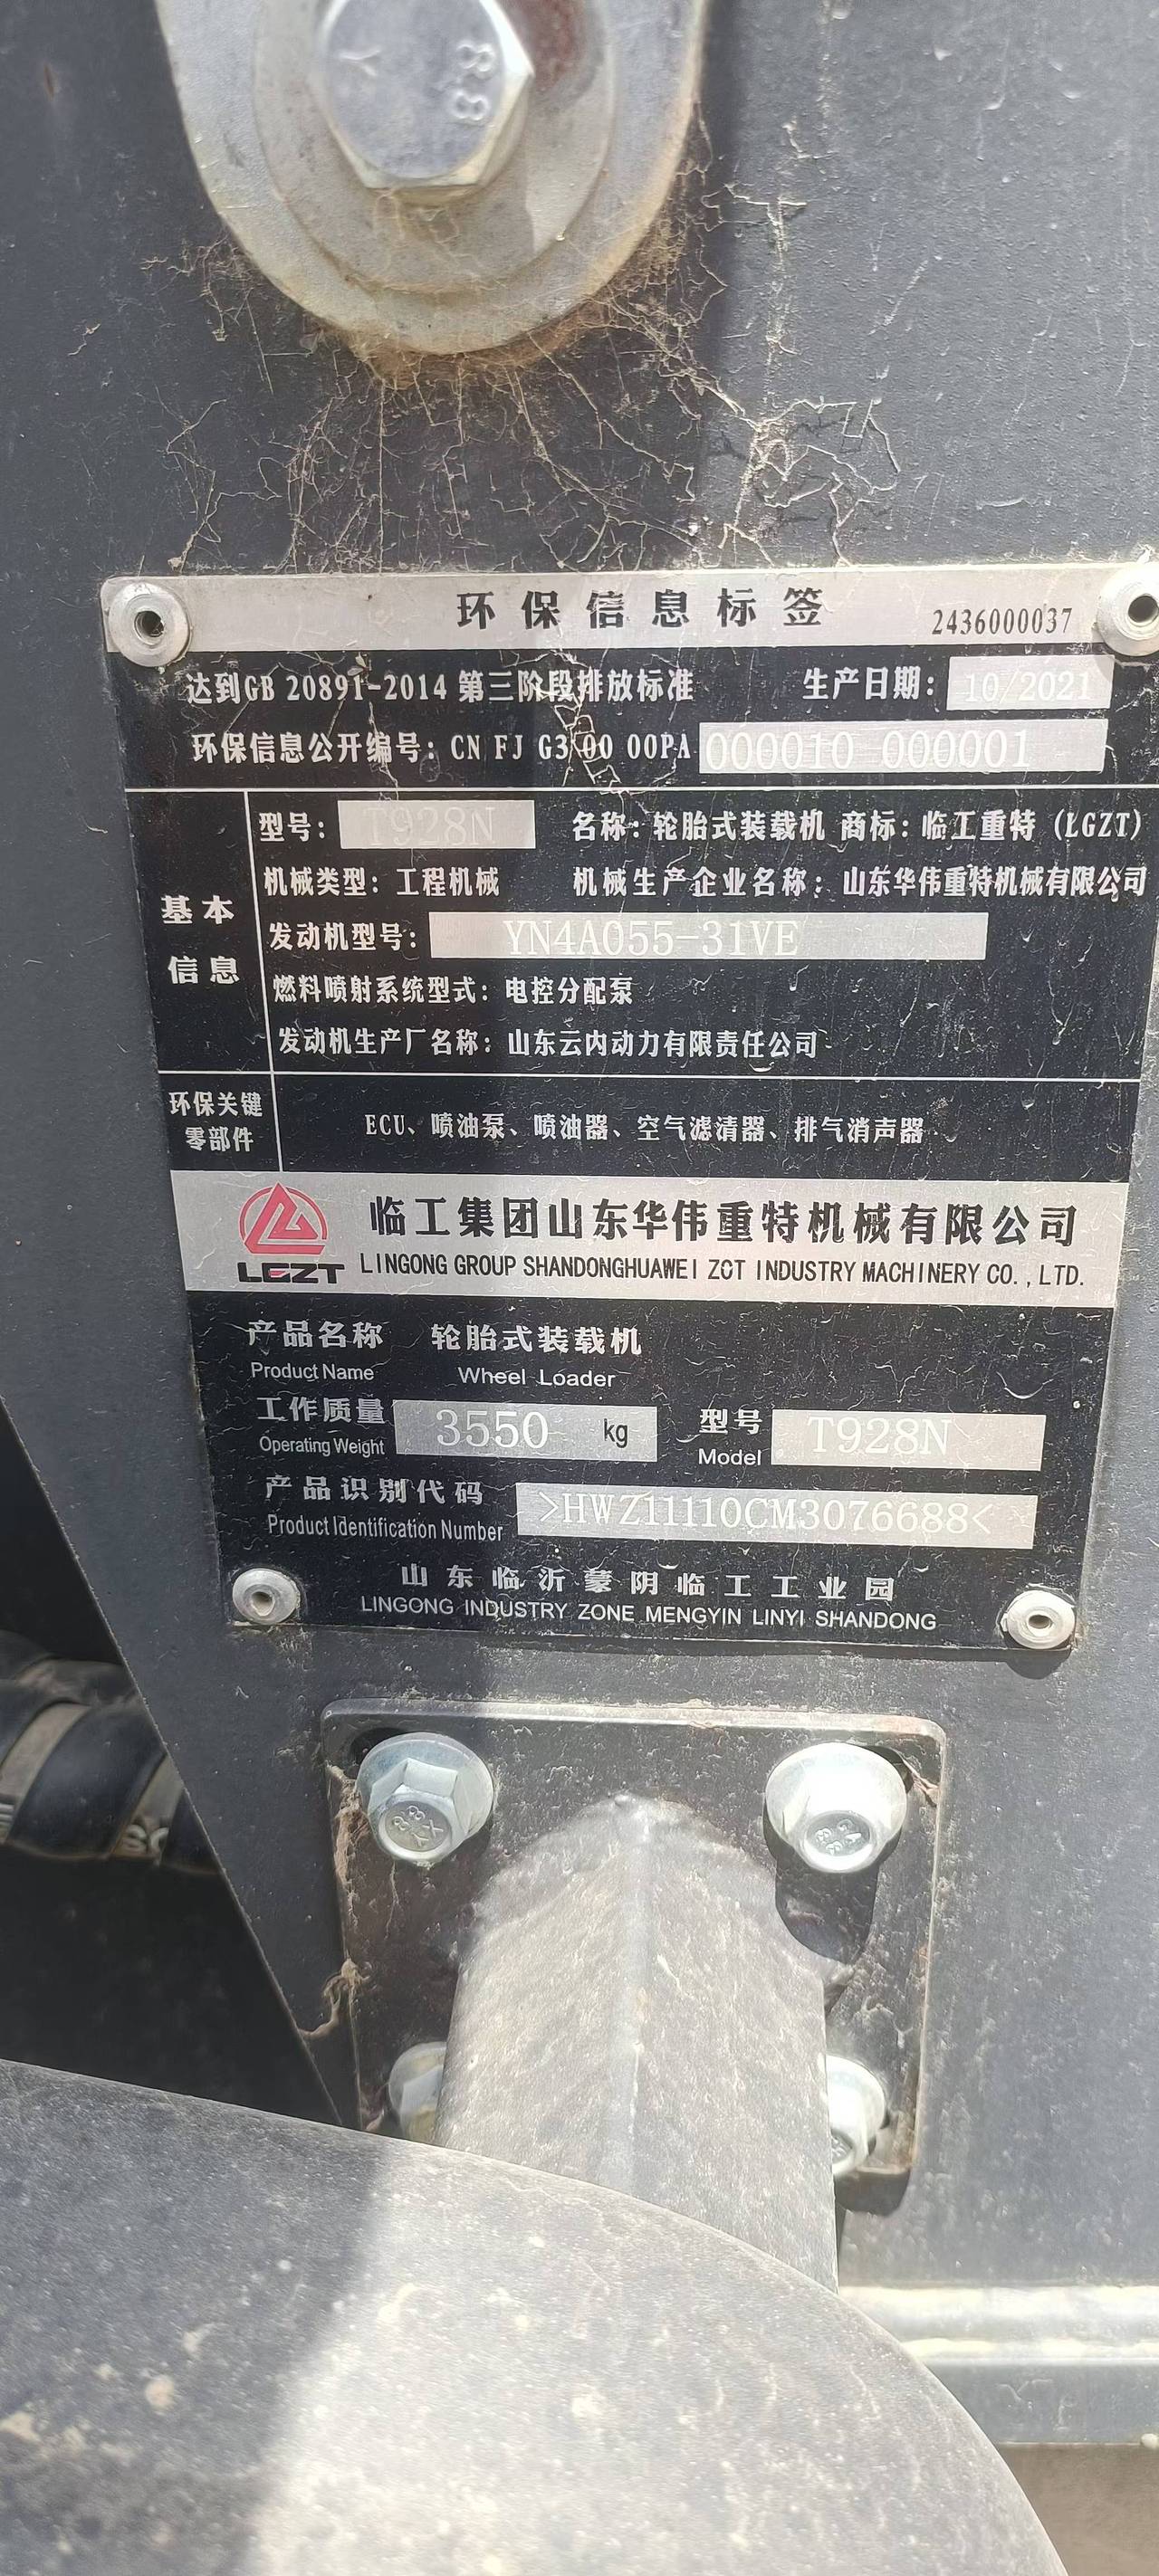 8.8
环保信息标签 2436000037
达到GB 20891-2014 第三阶段排放标准 生产日期: 10/2021
环保信息公开编号: CN FJ G3 00 00PA 000010 000001
基本信息
型号: T928N 名称: 轮胎式装载机 商标: 临工重特 (LGZT)
机械类型: 工程机械 机械生产企业名称: 山东华伟重特机械有限公司
发动机型号: YN4A055-31VE
燃料喷射系统型式: 电控分配泵
发动机生产厂名称: 山东云内动力有限责任公司
环保关键零部件
ECU、喷油泵、喷油器、空气滤清器、排气消声器
LGZT
临工集团山东华伟重特机械有限公司
LINGONG GROUP SHANDONGHUAWEI ZOT INDUSTRY MACHINERY CO., LTD.
产品名称 轮胎式装载机
Product Name Wheel Loader
工作质量 3550 kg 型号 T928N
Operating Weight Model
产品识别代码 >HWZ11110CM3076688<
Product Identification Number
山东临沂蒙阴临工工业园
LINGONG INDUSTRY ZONE MENGYIN LINYI SHANDONG
8.8